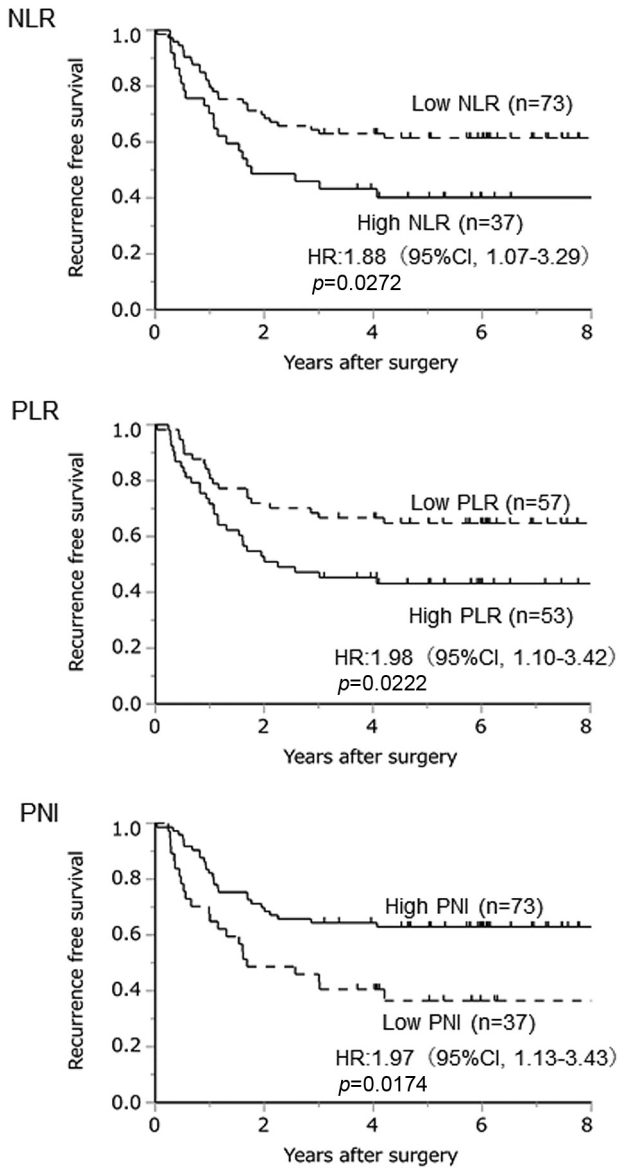 NLR
Recurrence free survival
1.0
0.8
0.6
0.4
0.2
0.0
Low NLR (n=73)
High NLR (n=37)
HR:1.88（95%CI, 1.07-3.29）
p=0.0272
0 2 4 6 8
Years after surgery
PLR
Recurrence free survival
1.0
0.8
0.6
0.4
0.2
0.0
Low PLR (n=57)
High PLR (n=53)
HR:1.98（95%CI, 1.10-3.42）
p=0.0222
0 2 4 6 8
Years after surgery
PNI
Recurrence free survival
1.0
0.8
0.6
0.4
0.2
0.0
High PNI (n=73)
Low PNI (n=37)
HR:1.97（95%CI, 1.13-3.43）
p=0.0174
0 2 4 6 8
Years after surgery